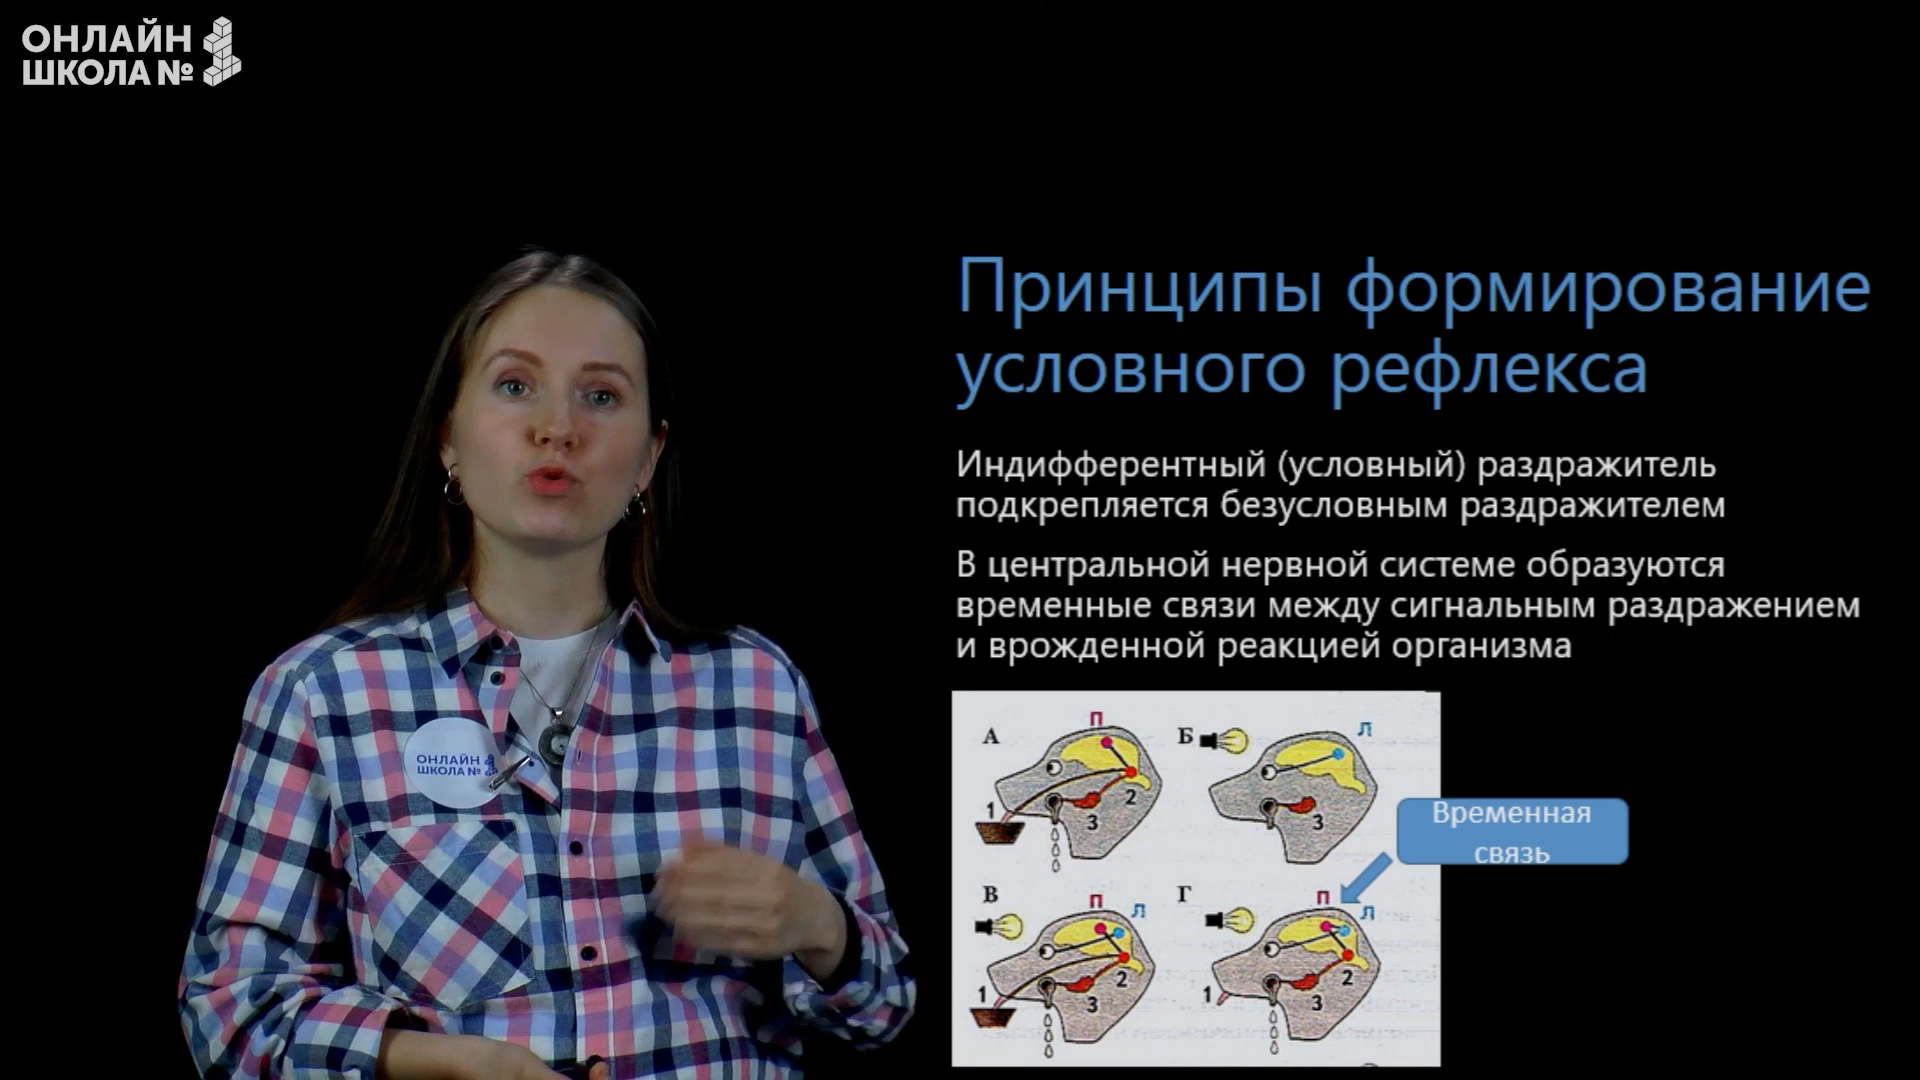 ОНЛАЙН
ШКОЛА №
Принципы формирование
условного рефлекса
Индифферентный (условный) раздражитель
подкрепляется безусловным раздражителем
В центральной нервной системе образуются
временные связи между сигнальным раздражением
и врожденной реакцией организма
ОНЛАЙН
ШКОЛА №
А
П
1
2
3
Б
Л
3
Временная
связь
В
П
Л
1
2
3
Г
П
Л
1
2
3